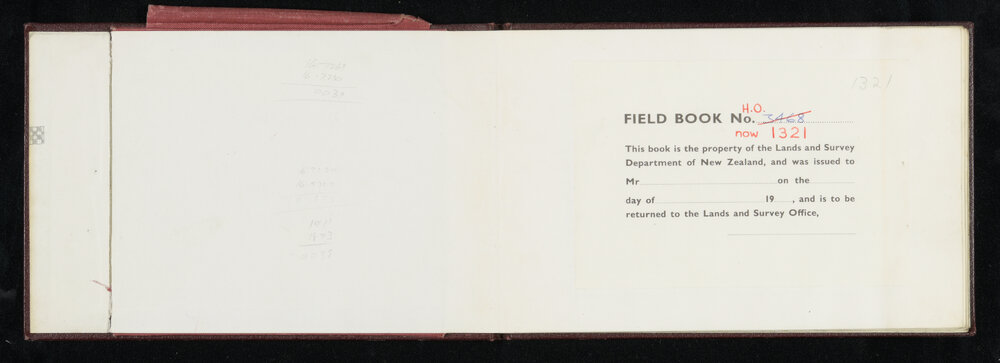 1321
H.O.
FIELD BOOK No. 3468
now 1321
This book is the property of the Lands and Survey
Department of New Zealand, and was issued to
Mr on the
day of 19 , and is to be
returned to the Lands and Survey Office,